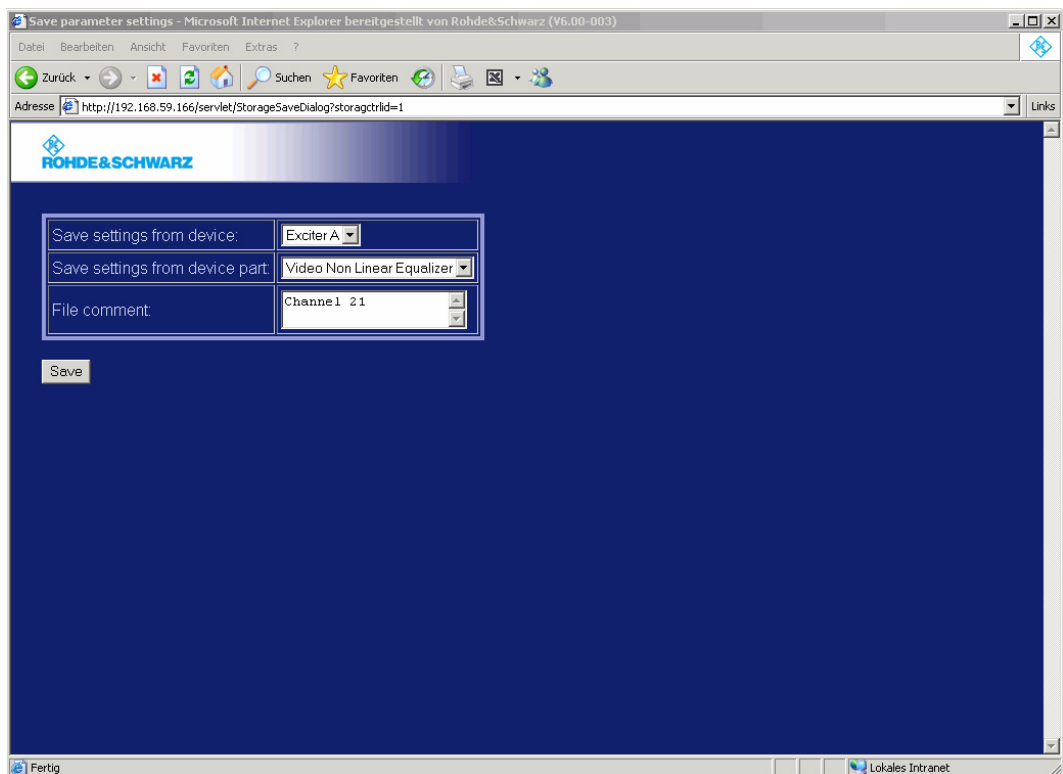 Save parameter settings - Microsoft Internet Explorer bereitgestellt von Rohde&Schwarz (V6.00-003)
Datei Bearbeiten Ansicht Favoriten Extras ?
Zurück Suchen Favoriten
Adresse http://192.168.59.166/servlet/StorageSaveDialog?storagctrlid=1 Links
ROHDE&SCHWARZ
Save settings from device: Exciter A
Save settings from device part: Video Non Linear Equalizer
File comment: Channel 21
Save
Fertig Lokales Intranet